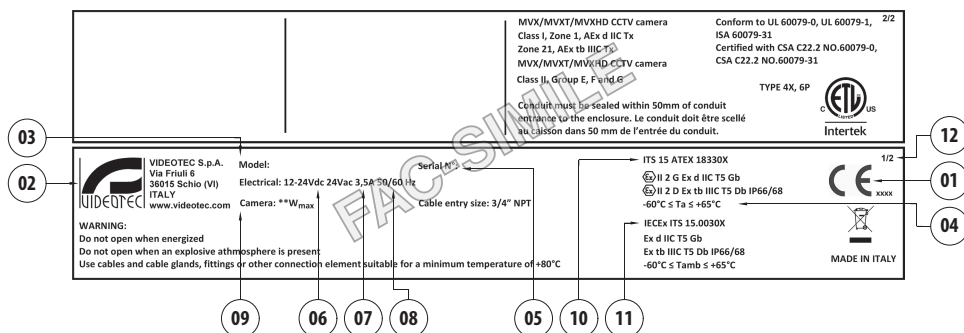 MVX/MVXT/MVXHD CCTV camera
Class I, Zone 1, AEx d IIC Tx
Zone 21, AEx tb IIIC Tx
MVX/MVXT/MVXHD CCTV camera
Class II, Group E, F and G
Conduit must be sealed within 50mm of conduit
entrance to the enclosure. Le conduit doit être scellé
au caisson dans 50 mm de l'entrée du conduit.
Conform to UL 60079-0, UL 60079-1,
ISA 60079-31
Certified with CSA C22.2 NO.60079-0,
CSA C22.2 NO.60079-31
2/2
TYPE 4X, 6P
C ETL US
LISTED
Intertek
FAC-SIMILE
03
02
VIDEOTEC
VIDEOTEC S.p.A.
Via Friuli 6
36015 Schio (VI)
ITALY
www.videotec.com
Model:
Serial N°:
Electrical: 12-24Vdc 24Vac 3,5A 50/60 Hz
Camera: **Wmax
Cable entry size: 3/4" NPT
WARNING:
Do not open when energized
Do not open when an explosive athmosphere is present
Use cables and cable glands, fittings or other connection element suitable for a minimum temperature of +80°C
ITS 15 ATEX 18330X
Ex II 2 G Ex d IIC T5 Gb
Ex II 2 D Ex tb IIIC T5 Db IP66/68
-60°C ≤ Ta ≤ +65°C
IECEx ITS 15.0030X
Ex d IIC T5 Gb
Ex tb IIIC T5 Db IP66/68
-60°C ≤ Tamb ≤ +65°C
1/2
CE xxxx
MADE IN ITALY
12
01
04
09
06
07
08
05
10
11